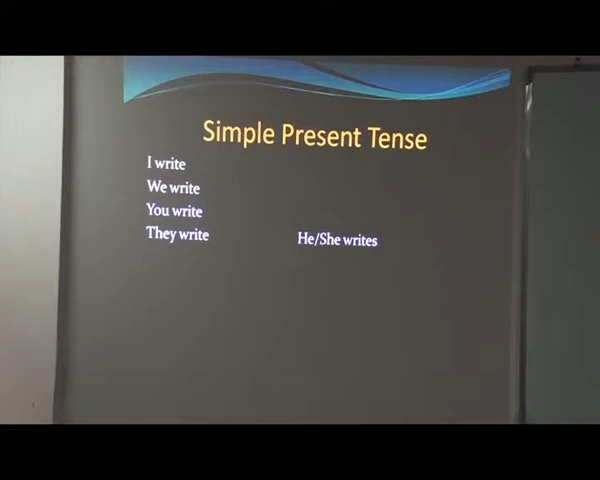 Simple Present Tense
I write
We write
You write
They write
He/She writes